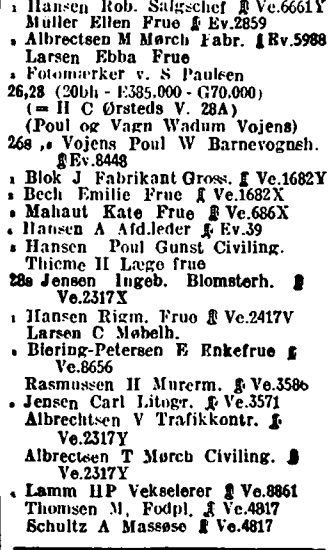 1 Hansen Rob. Salgschef Ve.6661Y
Müller Ellen Frue Ev.2859
Albrectsen M Mørch Fabr. Ev.5988
Larsen Ebba Frue
Fotomærker v. S Paulsen
26,28 (20bh - E385.000 - G70.000)
(= H C Ørsteds V. 28A)
(Poul og Vagn Wadum Vojens)
26s Vojens Poul W Barnevognsh.
Ev.8448
1 Blok J Fabrikant Gross. Ve.1682Y
Bech Emilie Frue Ve.1682X
Mahaut Kate Frue Ve.686X
Hansen A Afd.leder Ev.39
Hansen Poul Gunst Civiling.
Thieme H Læge frue
28s Jensen Ingeb. Blomsterh.
Ve.2317X
1 Hansen Rigm. Frue Ve.2417V
Larsen C Møbelh.
Biering-Petersen E Enkefrue
Ve.8656
Rasmussen H Murerm. Ve.3586
Jensen Carl Litogr. Ve.3571
Albrechtsen V Trafikkontr.
Ve.2317Y
Albrectsen T Mørch Civiling.
Ve.2317Y
Lamm HP Vekselerer Ve.8861
Thomsen M, Fodpl. Ve.4817
Schultz A Massøse Ve.4817